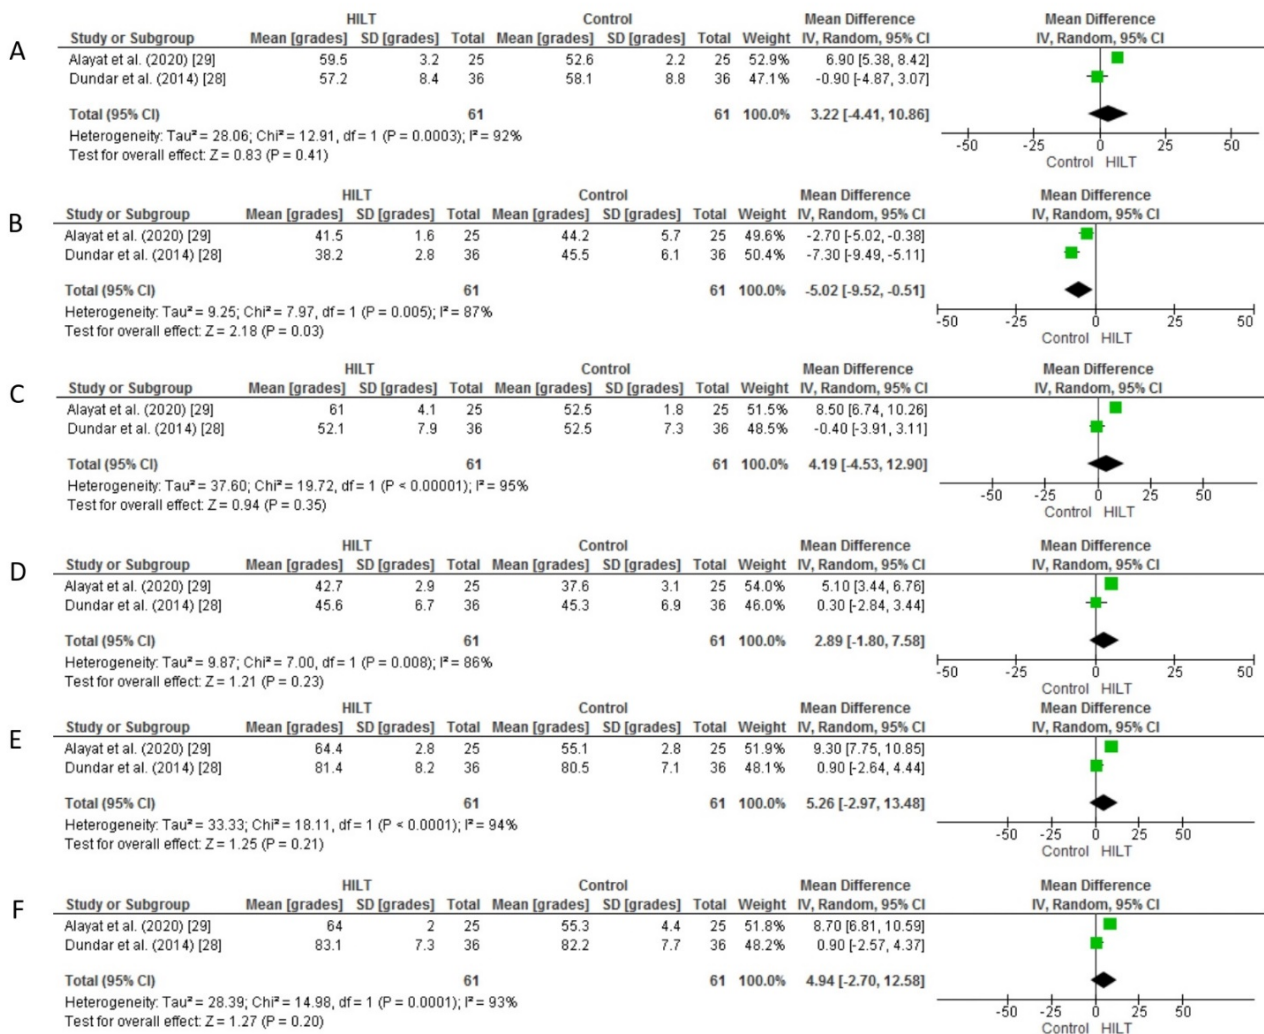 A
HILT Control Mean Difference Mean Difference
Study or Subgroup Mean [grades] SD [grades] Total Mean [grades] SD [grades] Total Weight IV, Random, 95% CI IV, Random, 95% CI
Alayat et al. (2020) [29] 59.5 3.2 25 52.6 2.2 25 52.9% 6.90 [5.38, 8.42]
Dundar et al. (2014) [28] 57.2 8.4 36 58.1 8.8 36 47.1% -0.90 [-4.87, 3.07]
Total (95% CI) 61 61 100.0% 3.22 [-4.41, 10.86]
Heterogeneity: Tau² = 28.06; Chi² = 12.91, df = 1 (P = 0.0003); I² = 92%
Test for overall effect: Z = 0.83 (P = 0.41)
-50 -25 0 25 50
Control HILT
B
HILT Control Mean Difference Mean Difference
Study or Subgroup Mean [grades] SD [grades] Total Mean [grades] SD [grades] Total Weight IV, Random, 95% CI IV, Random, 95% CI
Alayat et al. (2020) [29] 41.5 1.6 25 44.2 5.7 25 49.6% -2.70 [-5.02, -0.38]
Dundar et al. (2014) [28] 38.2 2.8 36 45.5 6.1 36 50.4% -7.30 [-9.49, -5.11]
Total (95% CI) 61 61 100.0% -5.02 [-9.52, -0.51]
Heterogeneity: Tau² = 9.25; Chi² = 7.97, df = 1 (P = 0.005); I² = 87%
Test for overall effect: Z = 2.18 (P = 0.03)
-50 -25 0 25 50
Control HILT
C
HILT Control Mean Difference Mean Difference
Study or Subgroup Mean [grades] SD [grades] Total Mean [grades] SD [grades] Total Weight IV, Random, 95% CI IV, Random, 95% CI
Alayat et al. (2020) [29] 61 4.1 25 52.5 1.8 25 51.5% 8.50 [6.74, 10.26]
Dundar et al. (2014) [28] 52.1 7.9 36 52.5 7.3 36 48.5% -0.40 [-3.91, 3.11]
Total (95% CI) 61 61 100.0% 4.19 [-4.53, 12.90]
Heterogeneity: Tau² = 37.60; Chi² = 19.72, df = 1 (P < 0.00001); I² = 95%
Test for overall effect: Z = 0.94 (P = 0.35)
-50 -25 0 25 50
Control HILT
D
HILT Control Mean Difference Mean Difference
Study or Subgroup Mean [grades] SD [grades] Total Mean [grades] SD [grades] Total Weight IV, Random, 95% CI IV, Random, 95% CI
Alayat et al. (2020) [29] 42.7 2.9 25 37.6 3.1 25 54.0% 5.10 [3.44, 6.76]
Dundar et al. (2014) [28] 45.6 6.7 36 45.3 6.9 36 46.0% 0.30 [-2.84, 3.44]
Total (95% CI) 61 61 100.0% 2.89 [-1.80, 7.58]
Heterogeneity: Tau² = 9.87; Chi² = 7.00, df = 1 (P = 0.008); I² = 86%
Test for overall effect: Z = 1.21 (P = 0.23)
-50 -25 0 25 50
Control HILT
E
HILT Control Mean Difference Mean Difference
Study or Subgroup Mean [grades] SD [grades] Total Mean [grades] SD [grades] Total Weight IV, Random, 95% CI IV, Random, 95% CI
Alayat et al. (2020) [29] 64.4 2.8 25 55.1 2.8 25 51.9% 9.30 [7.75, 10.85]
Dundar et al. (2014) [28] 81.4 8.2 36 80.5 7.1 36 48.1% 0.90 [-2.64, 4.44]
Total (95% CI) 61 61 100.0% 5.26 [-2.97, 13.48]
Heterogeneity: Tau² = 33.33; Chi² = 18.11, df = 1 (P < 0.0001); I² = 94%
Test for overall effect: Z = 1.25 (P = 0.21)
-50 -25 0 25 50
Control HILT
F
HILT Control Mean Difference Mean Difference
Study or Subgroup Mean [grades] SD [grades] Total Mean [grades] SD [grades] Total Weight IV, Random, 95% CI IV, Random, 95% CI
Alayat et al. (2020) [29] 64 2 25 55.3 4.4 25 51.8% 8.70 [6.81, 10.59]
Dundar et al. (2014) [28] 83.1 7.3 36 82.2 7.7 36 48.2% 0.90 [-2.57, 4.37]
Total (95% CI) 61 61 100.0% 4.94 [-2.70, 12.58]
Heterogeneity: Tau² = 28.39; Chi² = 14.98, df = 1 (P = 0.0001); I² = 93%
Test for overall effect: Z = 1.27 (P = 0.20)
-50 -25 0 25 50
Control HILT